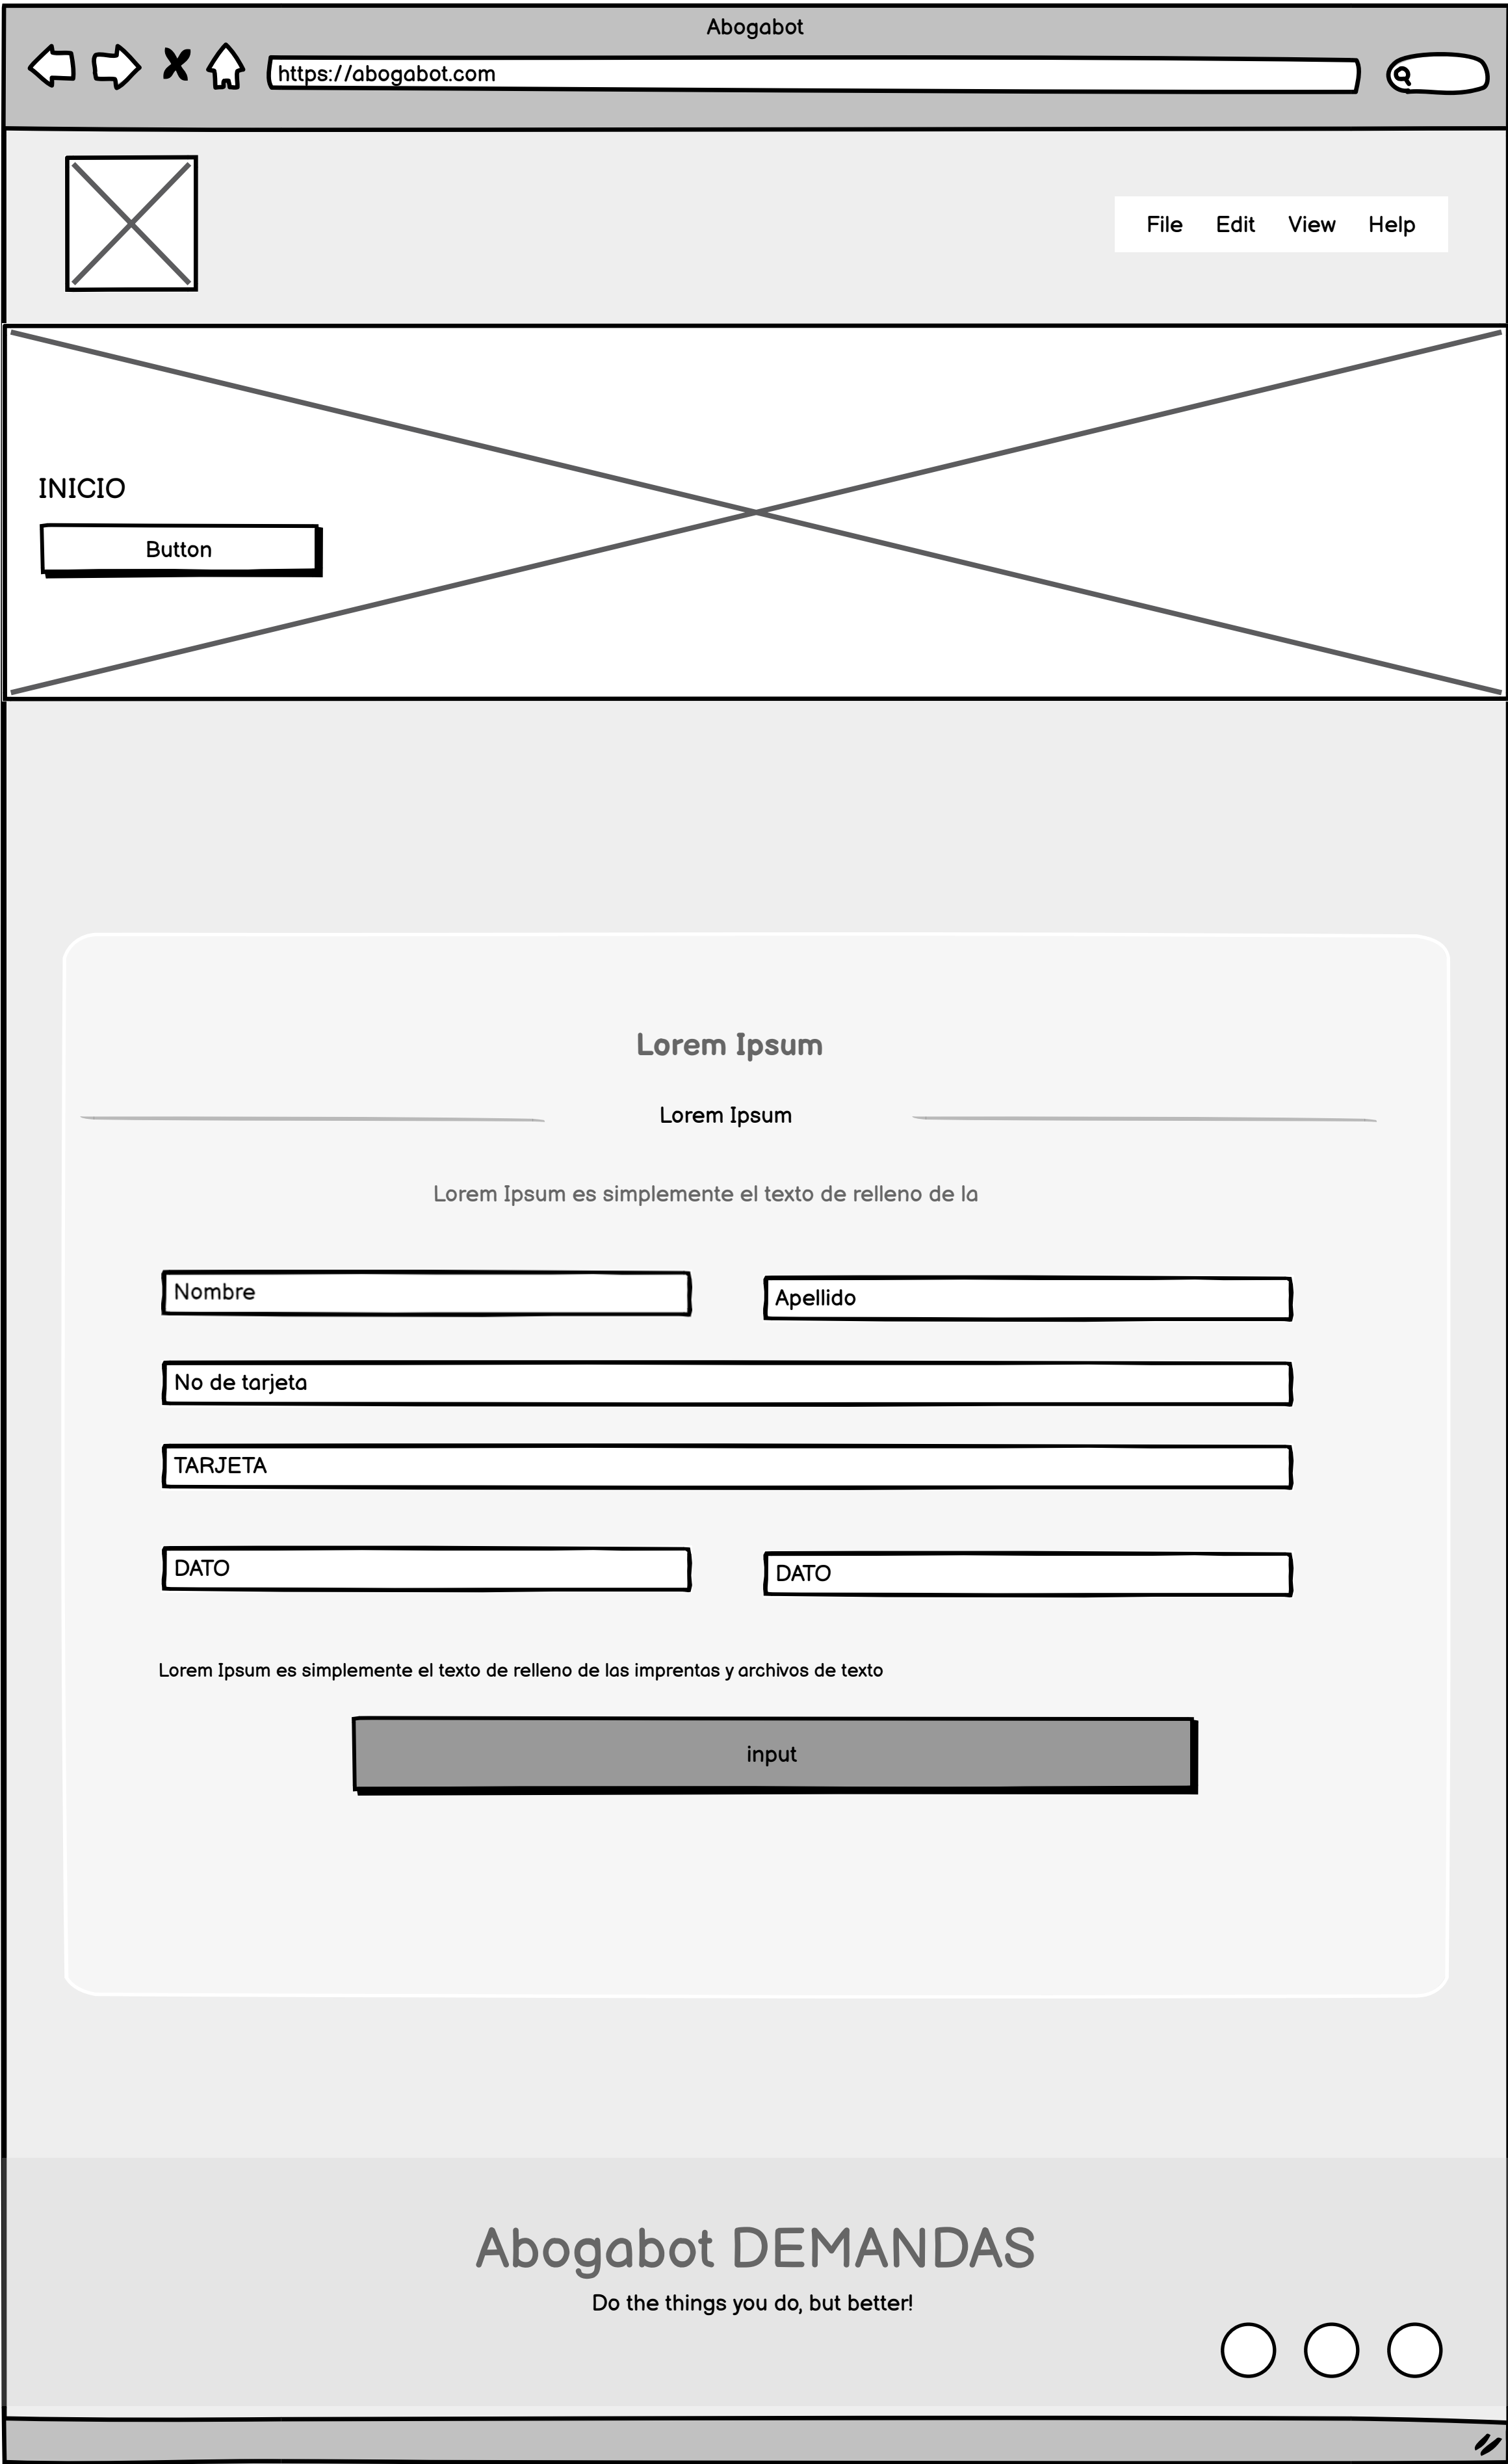 Abogabot
https://abogabot.com
File Edit View Help
INICIO
Button
Lorem Ipsum
Lorem Ipsum
Lorem Ipsum es simplemente el texto de relleno de la
Nombre Apellido
No de tarjeta
TARJETA
DATO DATO
Lorem Ipsum es simplemente el texto de relleno de las imprentas y archivos de texto
input
Abogabot DEMANDAS
Do the things you do, but better!